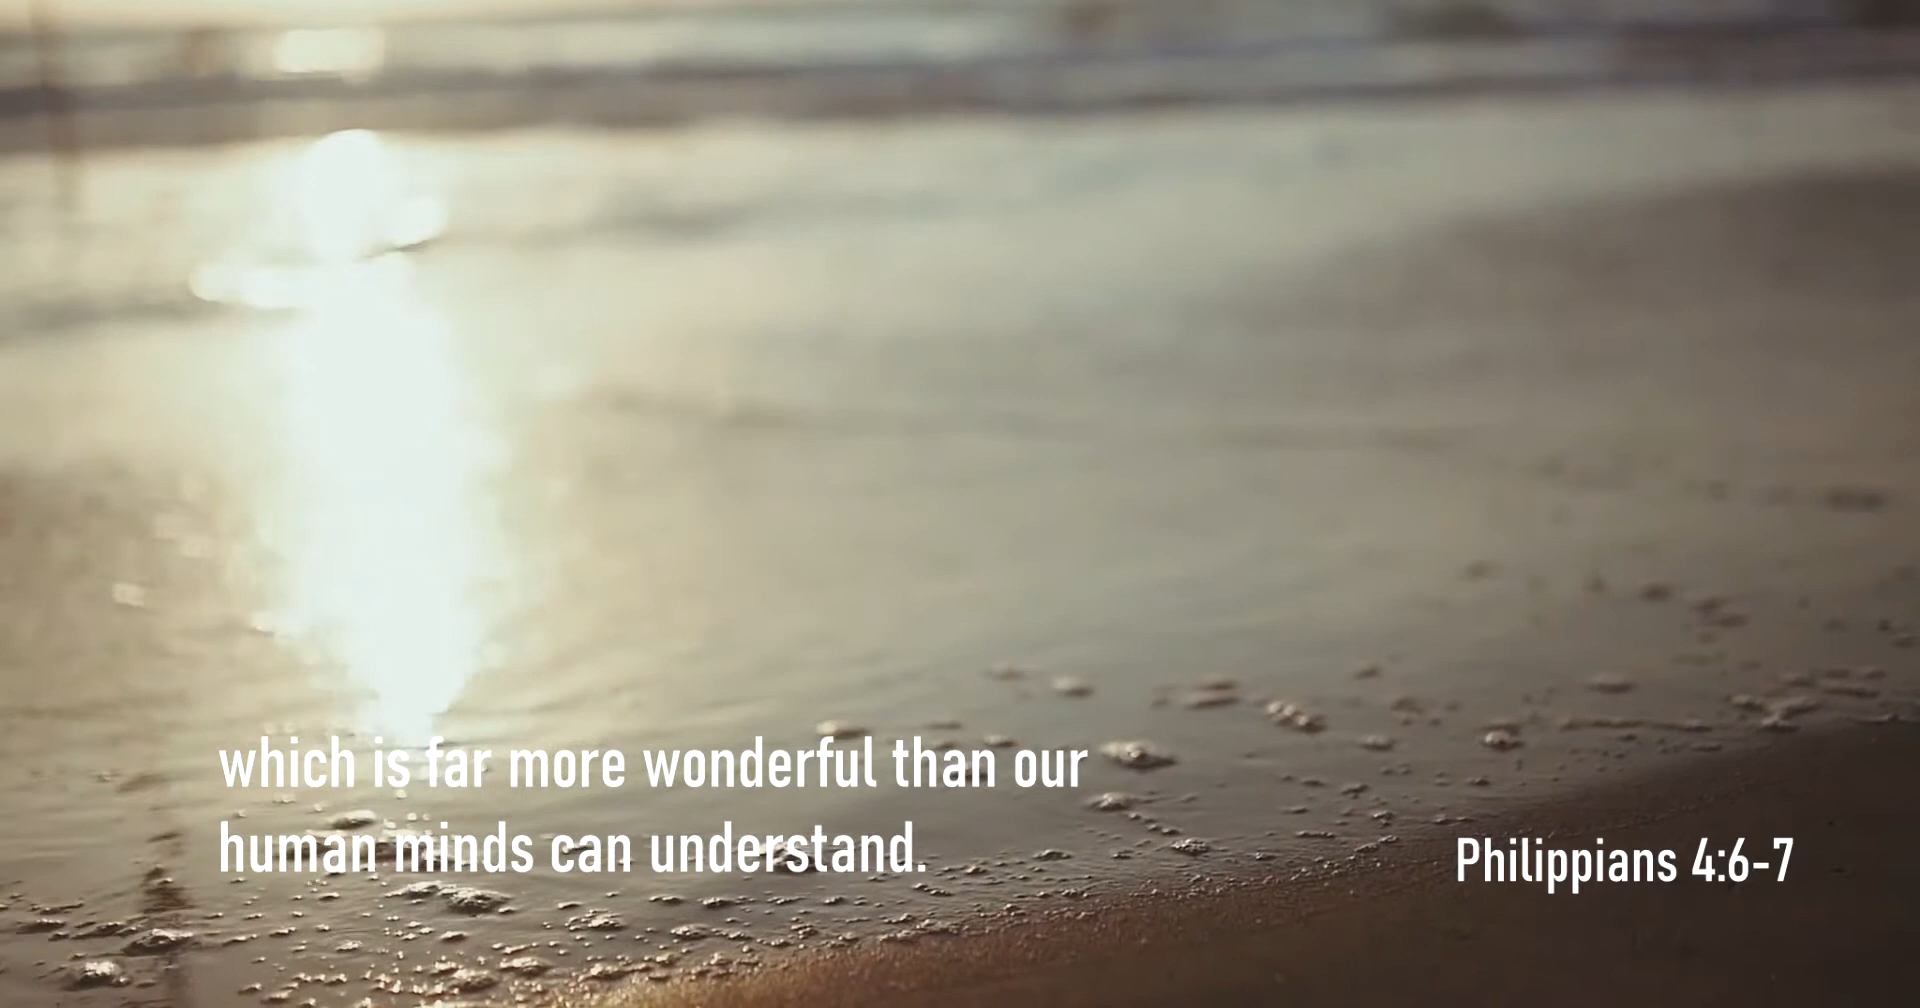 which is far more wonderful than our
human minds can understand.
Philippians 4:6-7